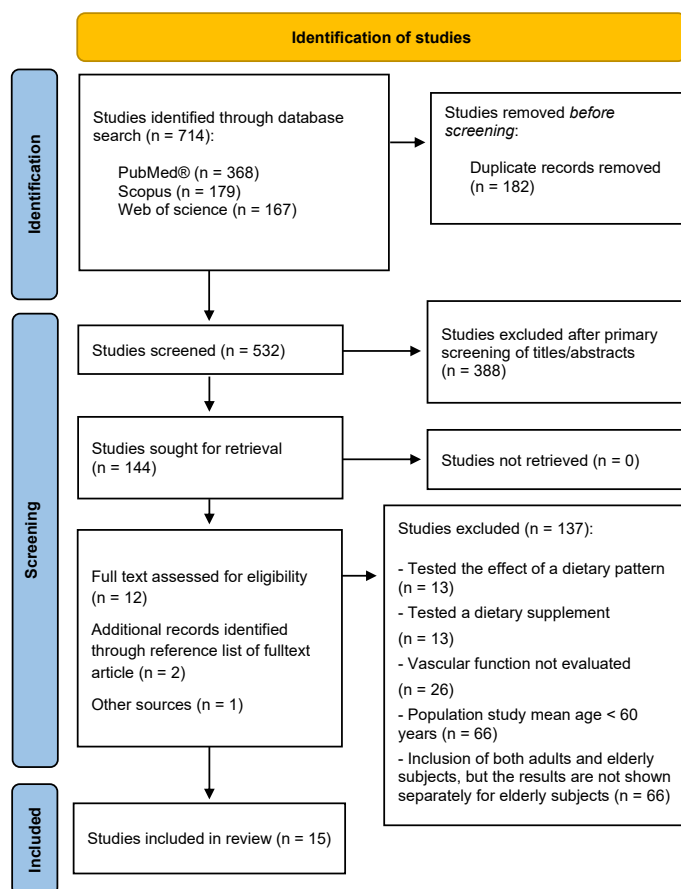 Identification of studies
Identification
Studies identified through database
search (n = 714):
PubMed® (n = 368)
Scopus (n = 179)
Web of science (n = 167)
Studies removed before
screening:
Duplicate records removed
(n = 182)
Screening
Studies screened (n = 532)
Studies excluded after primary
screening of titles/abstracts
(n = 388)
Studies sought for retrieval
(n = 144)
Studies not retrieved (n = 0)
Full text assessed for eligibility
(n = 12)
Additional records identified
through reference list of fulltext
article (n = 2)
Other sources (n = 1)
Studies excluded (n = 137):
- Tested the effect of a dietary pattern
(n = 13)
- Tested a dietary supplement
(n = 13)
- Vascular function not evaluated
(n = 26)
- Population study mean age < 60
years (n = 66)
- Inclusion of both adults and elderly
subjects, but the results are not shown
separately for elderly subjects (n = 66)
Included
Studies included in review (n = 15)